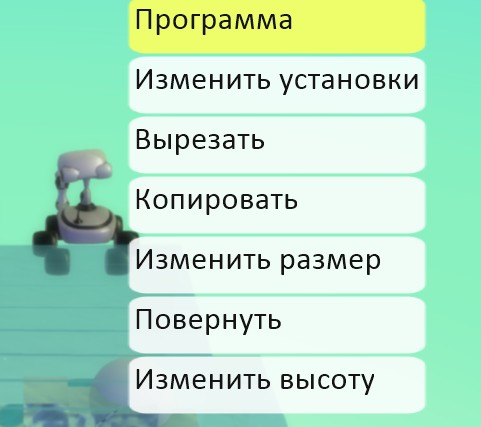 Программа
Изменить установки
Вырезать
Копировать
Изменить размер
Повернуть
Изменить высоту